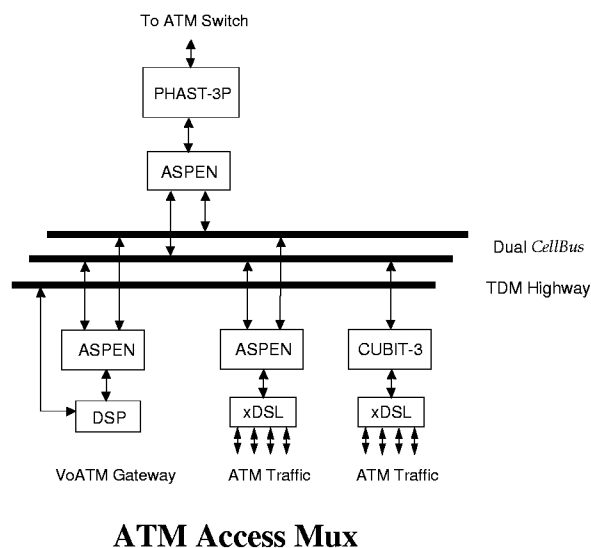 To ATM Switch
PHAST-3P
ASPEN
Dual CellBus
TDM Highway
ASPEN
ASPEN
CUBIT-3
DSP
xDSL
xDSL
VoATM Gateway
ATM Traffic
ATM Traffic
ATM Access Mux